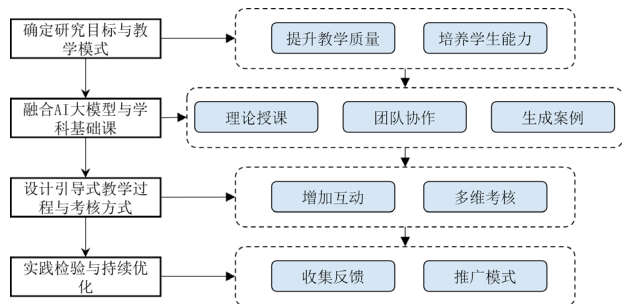 确定研究目标与教
学模式
提升教学质量
培养学生能力
融合AI大模型与学
科基础课
理论授课
团队协作
生成案例
设计引导式教学过
程与考核方式
增加互动
多维考核
实践检验与持续优
化
收集反馈
推广模式